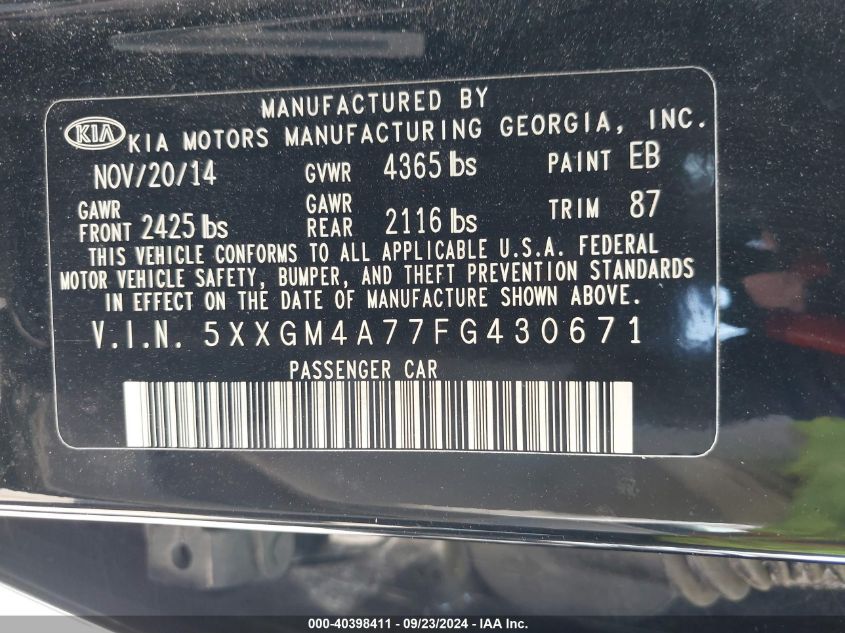 MANUFACTURED BY
KIA KIA MOTORS MANUFACTURING GEORGIA, INC.
NOV/20/14 GVWR 4365 lbs PAINT EB
GAWR FRONT 2425 lbs GAWR REAR 2116 lbs TRIM 87
THIS VEHICLE CONFORMS TO ALL APPLICABLE U.S.A. FEDERAL
MOTOR VEHICLE SAFETY, BUMPER, AND THEFT PREVENTION STANDARDS
IN EFFECT ON THE DATE OF MANUFACTURE SHOWN ABOVE.
V.I.N. 5XXGM4A77FG430671
PASSENGER CAR
000-40398411 - 09/23/2024 - IAA Inc.